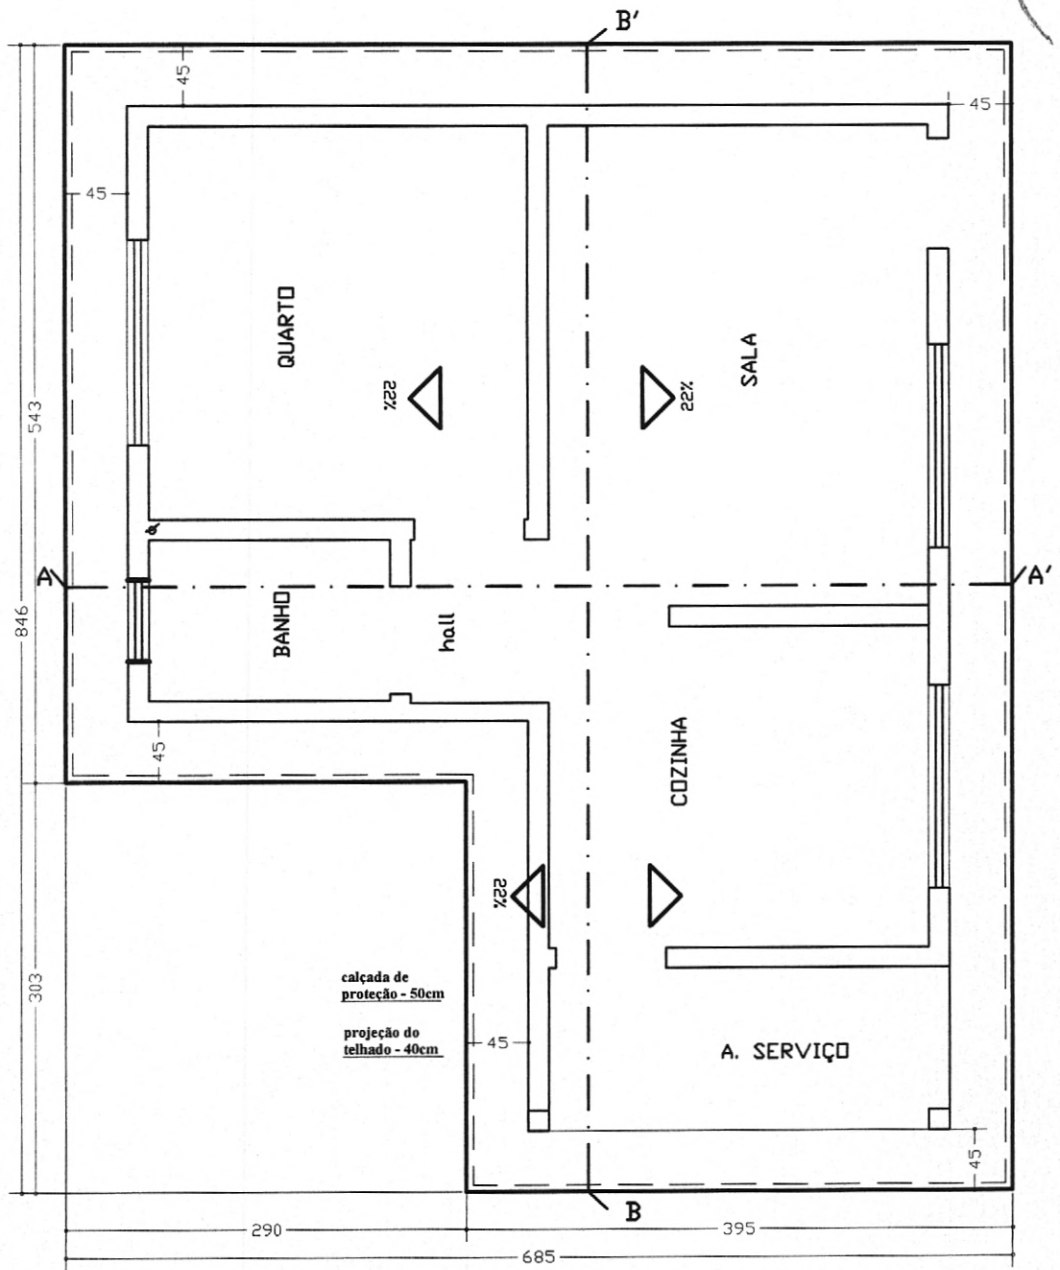 B'
45
45
45
QUARTO
SALA
22%
22%
543
A
A'
846
BANHO
hall
45
COZINHA
22%
303
calçada de
proteção - 50cm
projeção do
telhado - 40cm
45
A. SERVIÇO
45
B
290
395
685